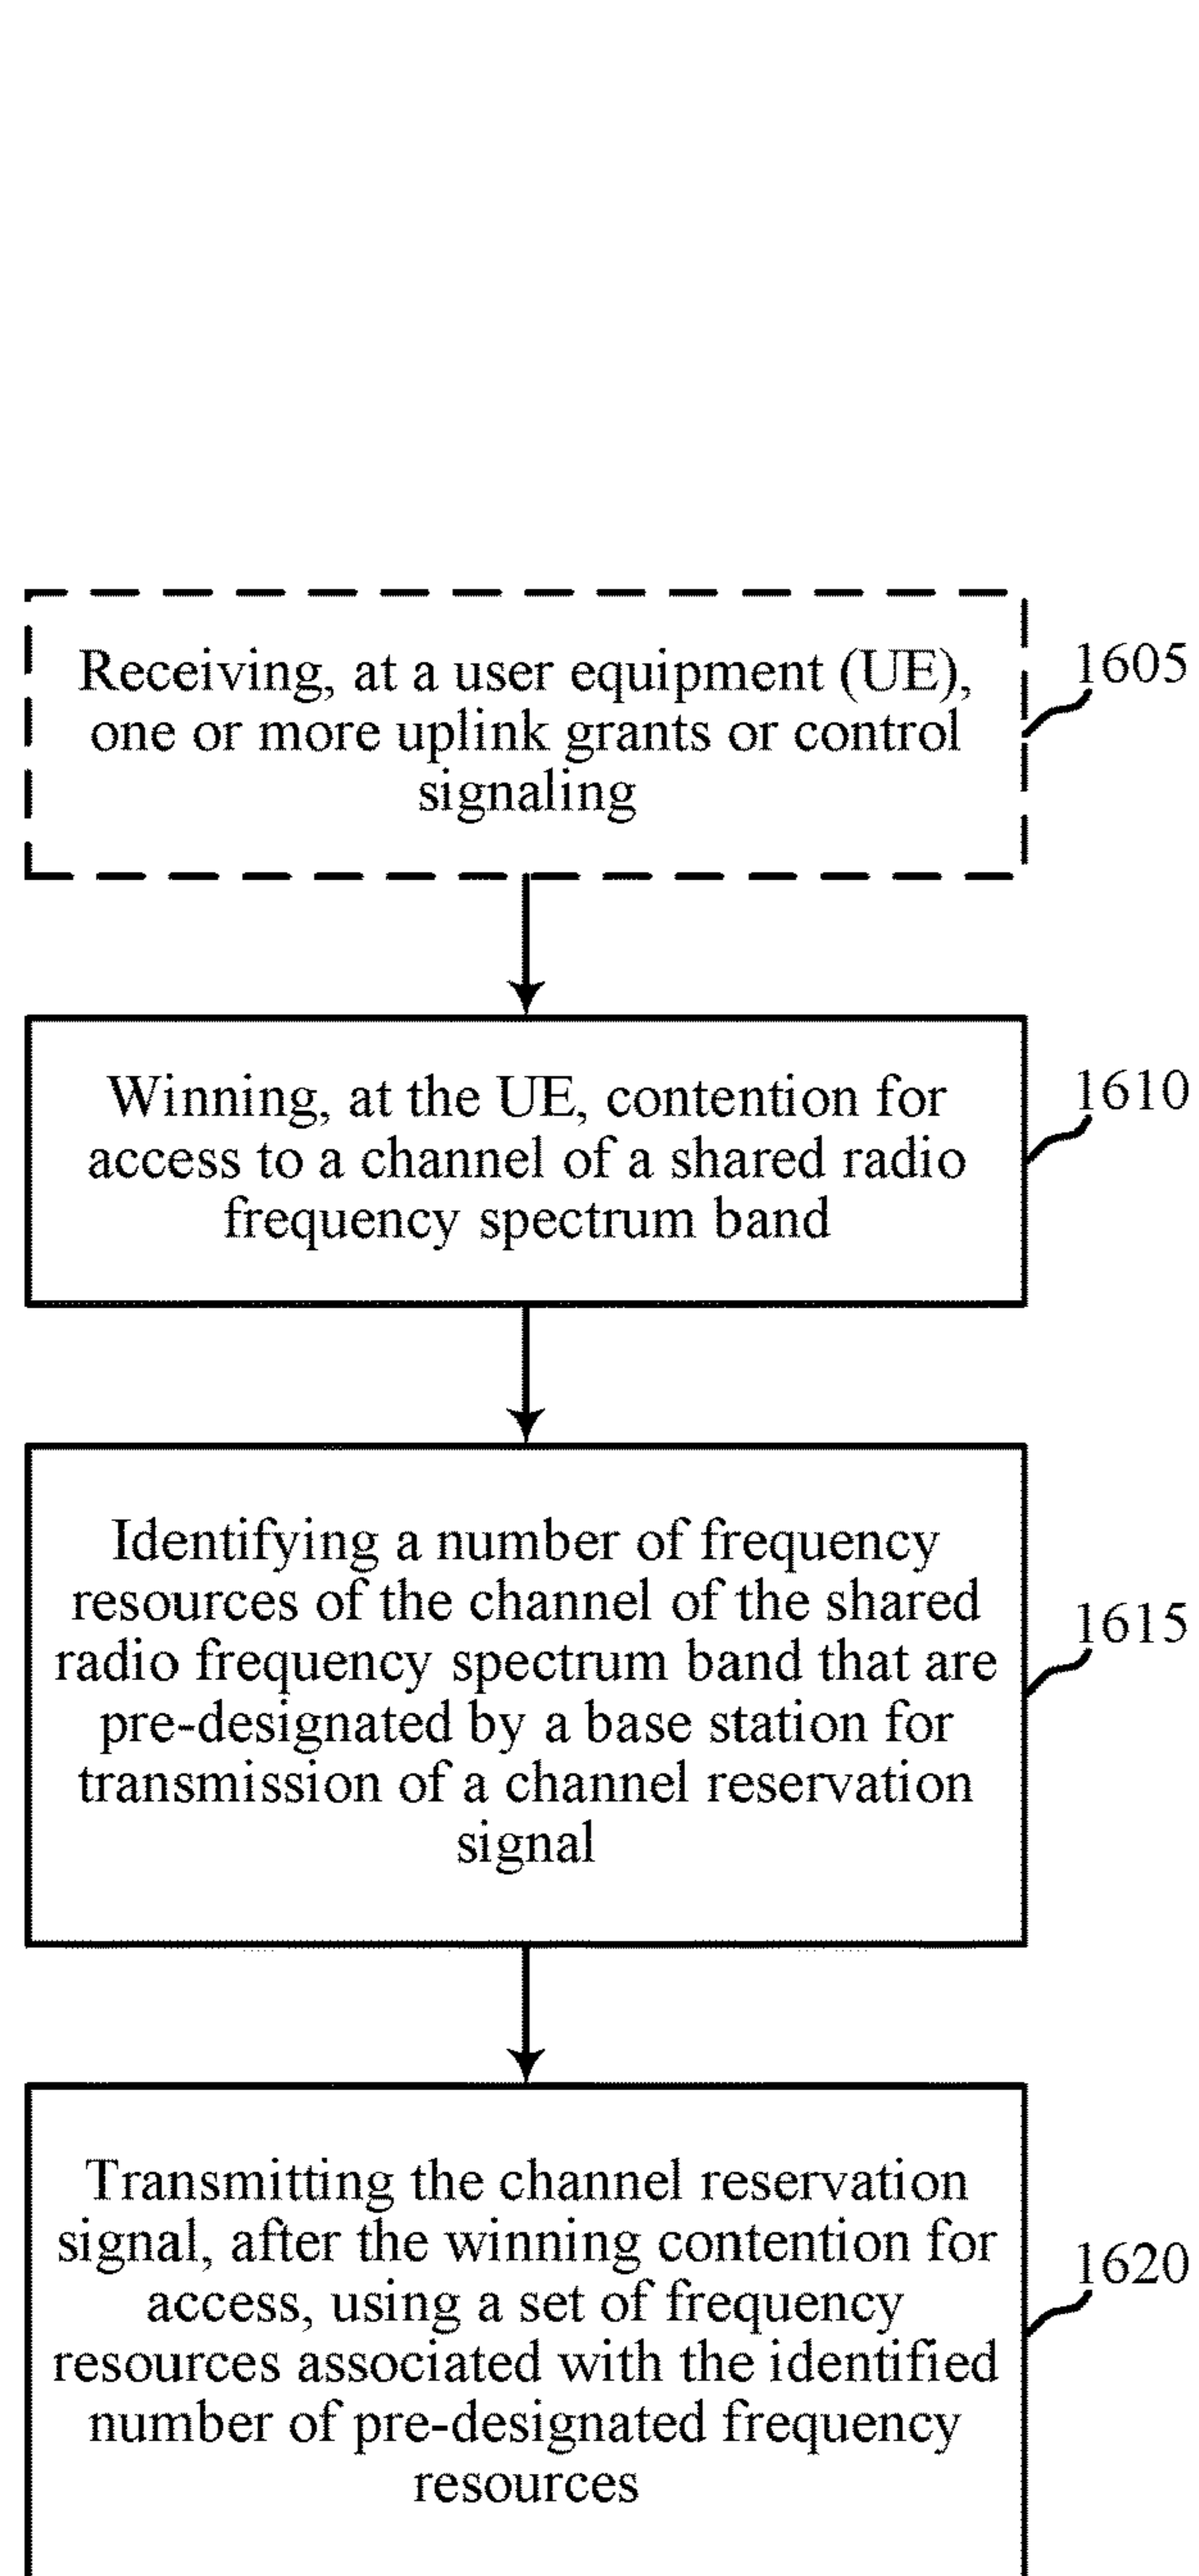 Receiving, at a user equipment (UE),
one or more uplink grants or control
signaling
1605
Winning, at the UE, contention for
access to a channel of a shared radio
frequency spectrum band
1610
Identifying a number of frequency
resources of the channel of the shared
radio frequency spectrum band that are
pre-designated by a base station for
transmission of a channel reservation
signal
1615
Transmitting the channel reservation
signal, after the winning contention for
access, using a set of frequency
resources associated with the identified
number of pre-designated frequency
resources
1620